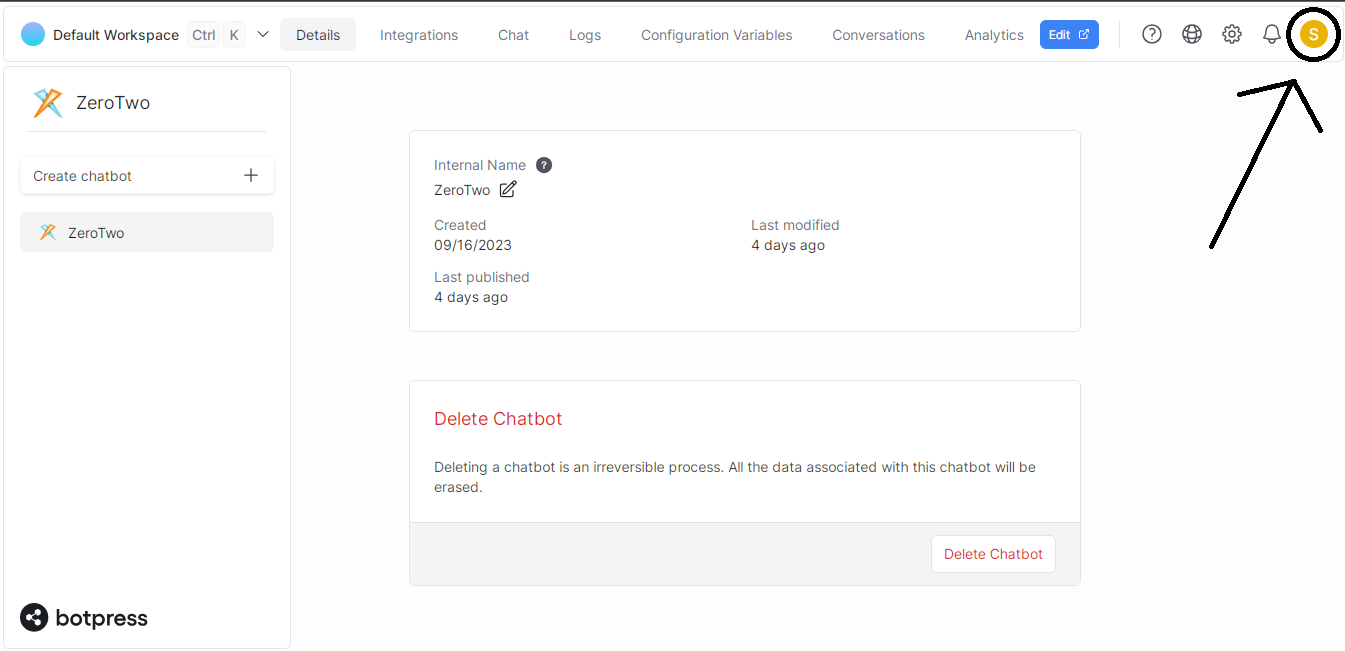 Default Workspace Ctrl K Details Integrations Chat Logs Configuration Variables Conversations Analytics Edit ? S
ZeroTwo
Create chatbot +
ZeroTwo
Internal Name ?
ZeroTwo
Created Last modified
09/16/2023 4 days ago
Last published
4 days ago
Delete Chatbot
Deleting a chatbot is an irreversible process. All the data associated with this chatbot will be
erased.
Delete Chatbot
botpress